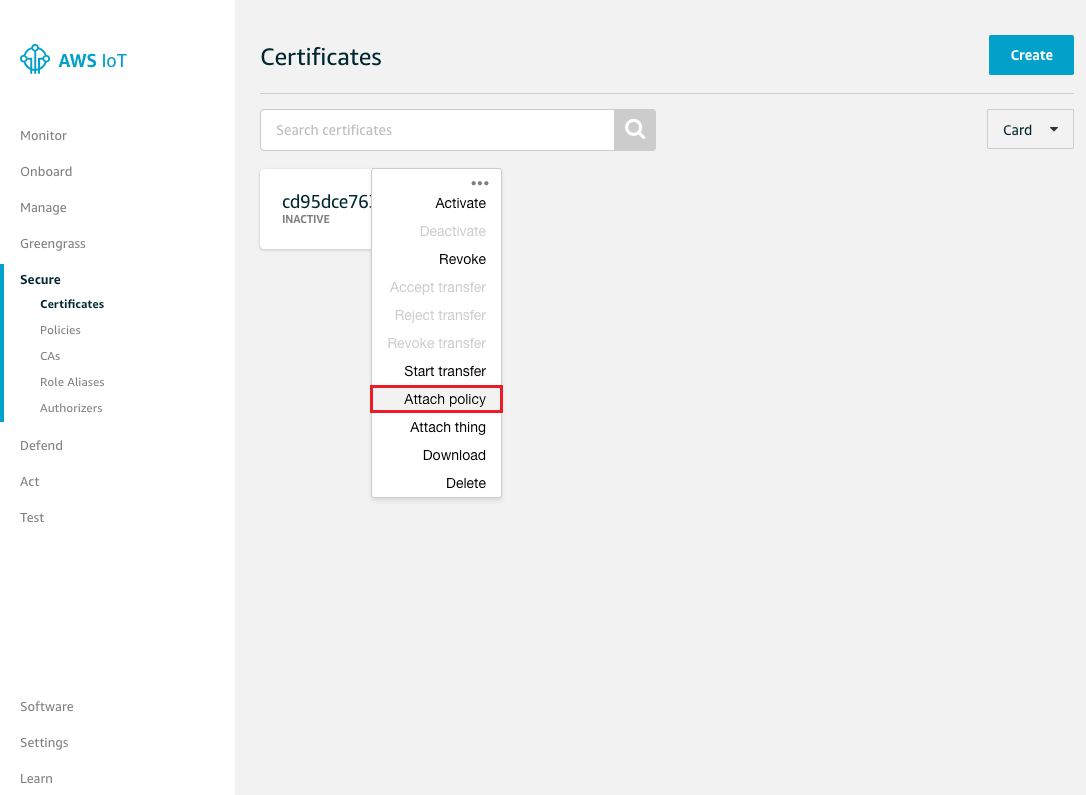 AWS IoT
Monitor
Onboard
Manage
Greengrass
Secure
Certificates
Policies
CAs
Role Aliases
Authorizers
Defend
Act
Test
Software
Settings
Learn
Certificates
Create
Search certificates
Card
cd95dce763
INACTIVE
Activate
Deactivate
Revoke
Accept transfer
Reject transfer
Revoke transfer
Start transfer
Attach policy
Attach thing
Download
Delete